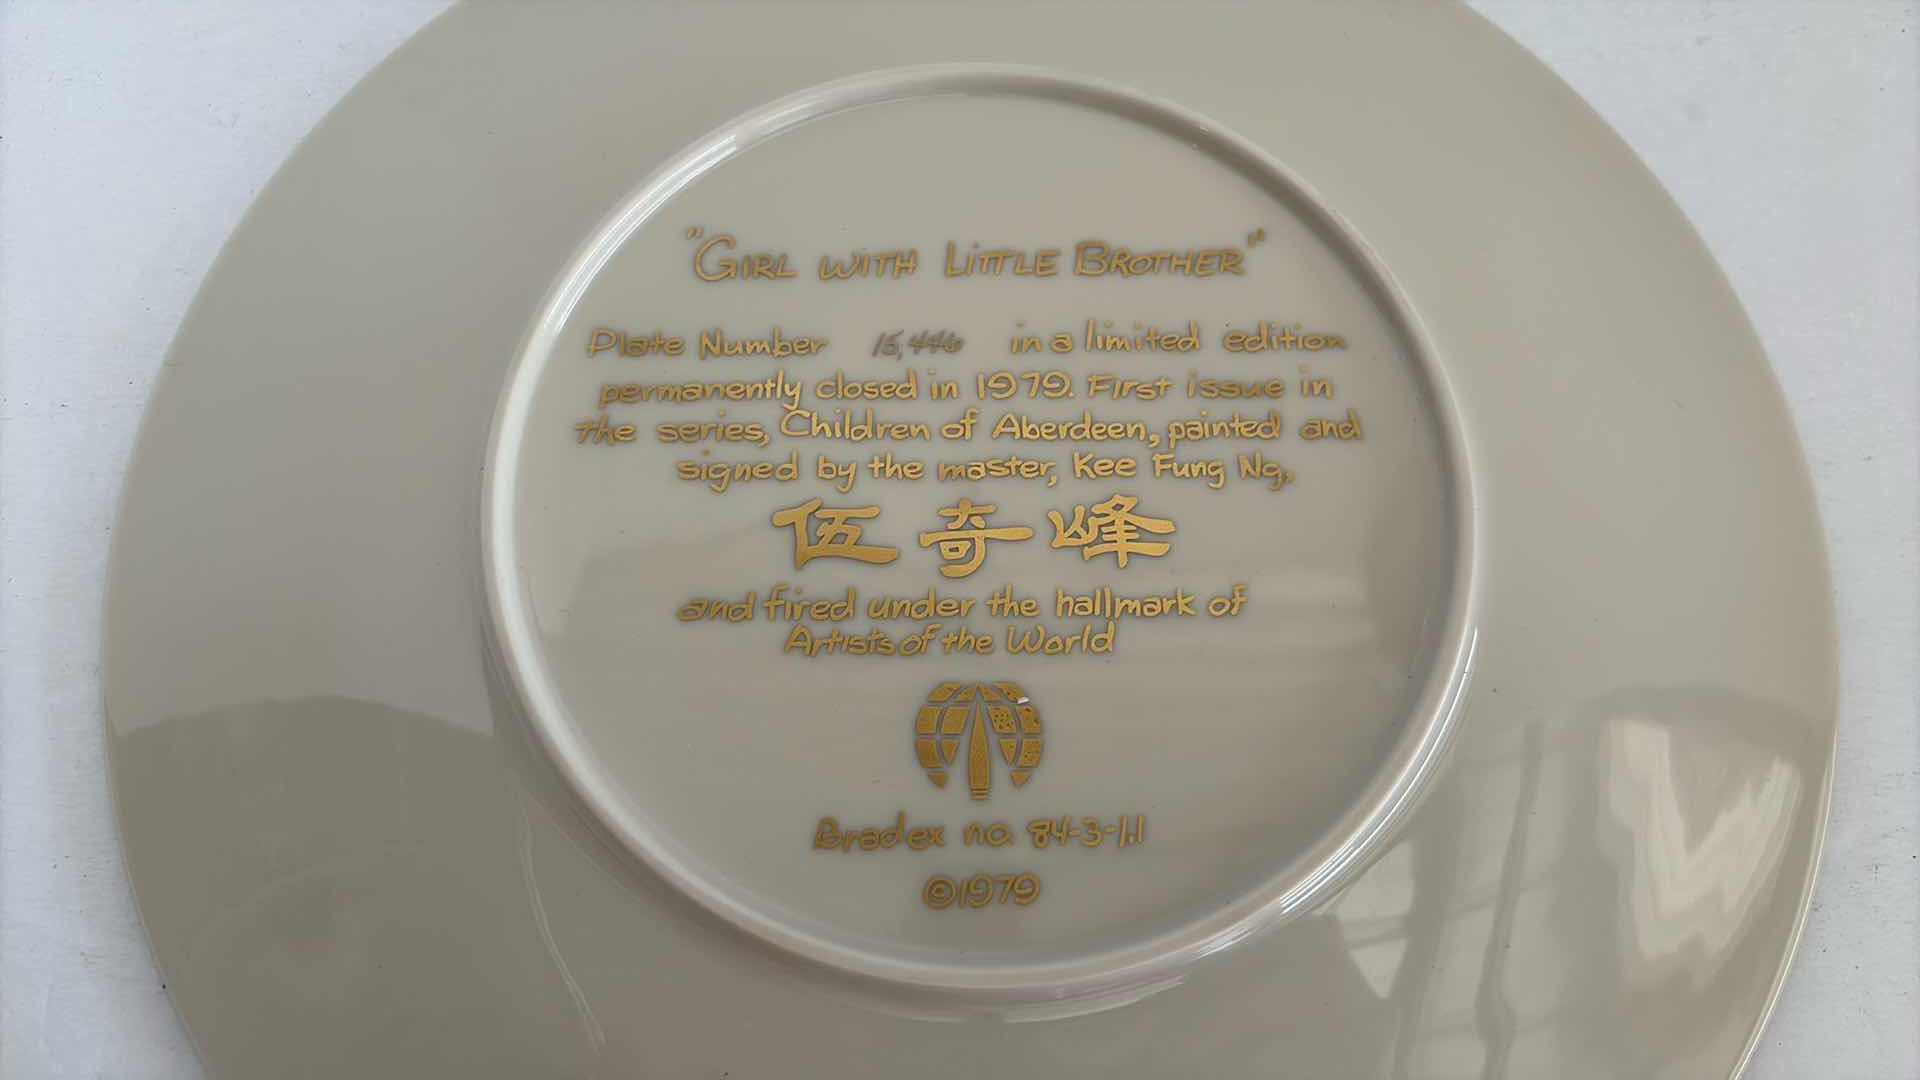 "GIRL WITH LITTLE BROTHER"
Plate Number 15,446 in a limited edition
permanently closed in 1979. First issue in
the series, Children of Aberdeen, painted and
signed by the master, Kee Fung Ng,
伍奇峰
and fired under the hallmark of
Artists of the World
Bradex no. 84-3-1.1
©1979